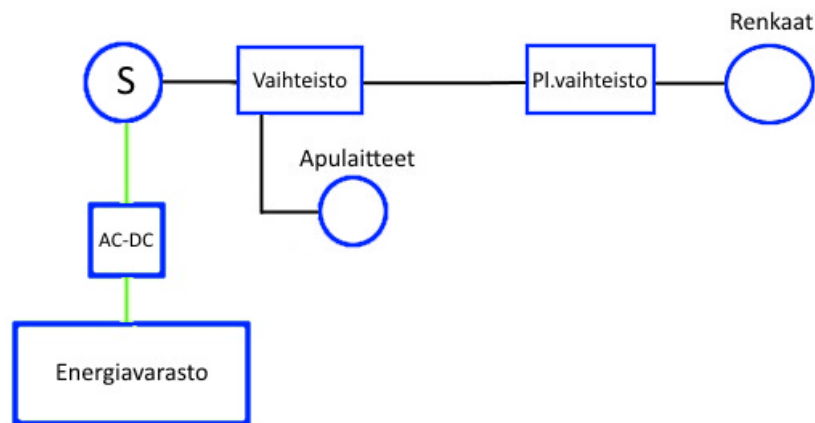 Renkaat
S
Vaihteisto
Pl.vaihteisto
Apulaitteet
AC-DC
Energiavarasto